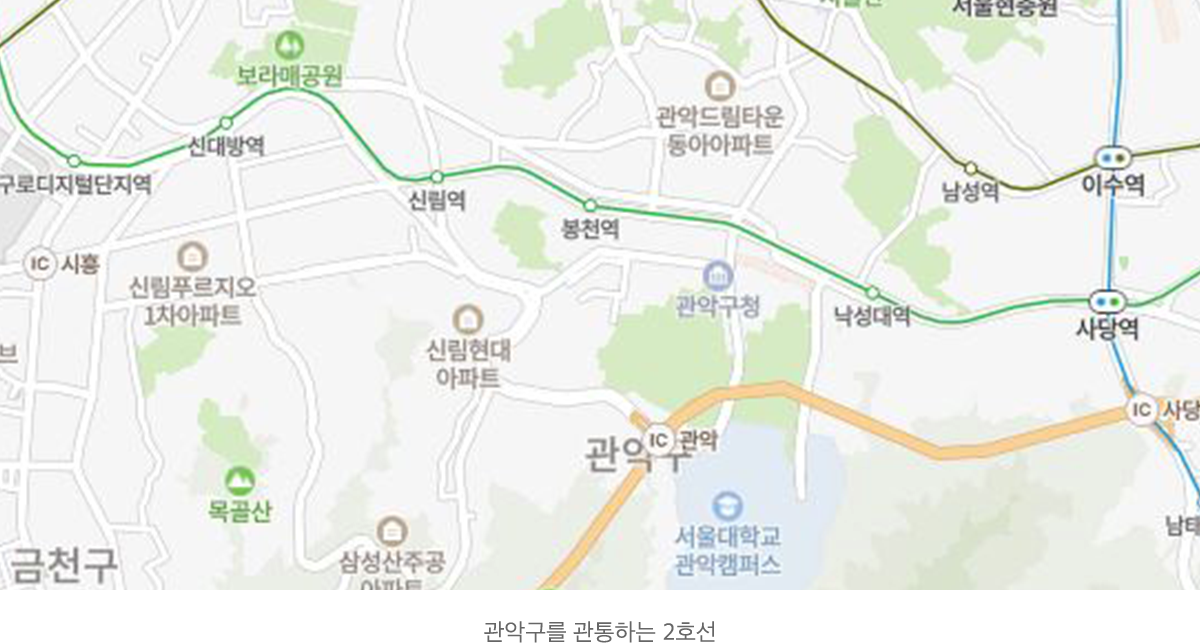 서울현충원
보라매공원
관악드림타운
동아아파트
신대방역
이수역
구로디지털단지역
신림역
남성역
봉천역
IC 시흥
신림푸르지오
1차아파트
관악구청
낙성대역
사당역
신림현대
아파트
브
IC 사당
IC 관악
관악구
목골산
서울대학교
관악캠퍼스
남태
삼성산주공
아파트
금천구
관악구를 관통하는 2호선